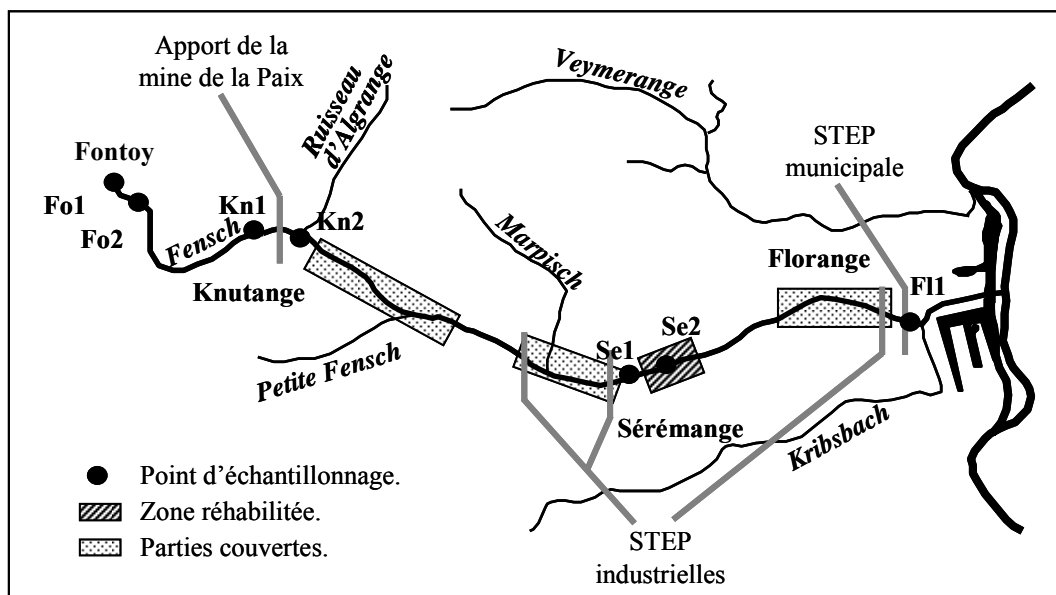 Apport de la
mine de la Paix
Ruisseau
d'Algrange
Veymerange
STEP
municipale
Fontoy
Fo1
Fo2
Fensch
Kn1
Kn2
Knutange
Marpisch
Petite Fensch
Florange
Fl1
Se1
Se2
Sérémange
Kribsbach
Point d'échantillonnage.
Zone réhabilitée.
Parties couvertes.
STEP
industrielles